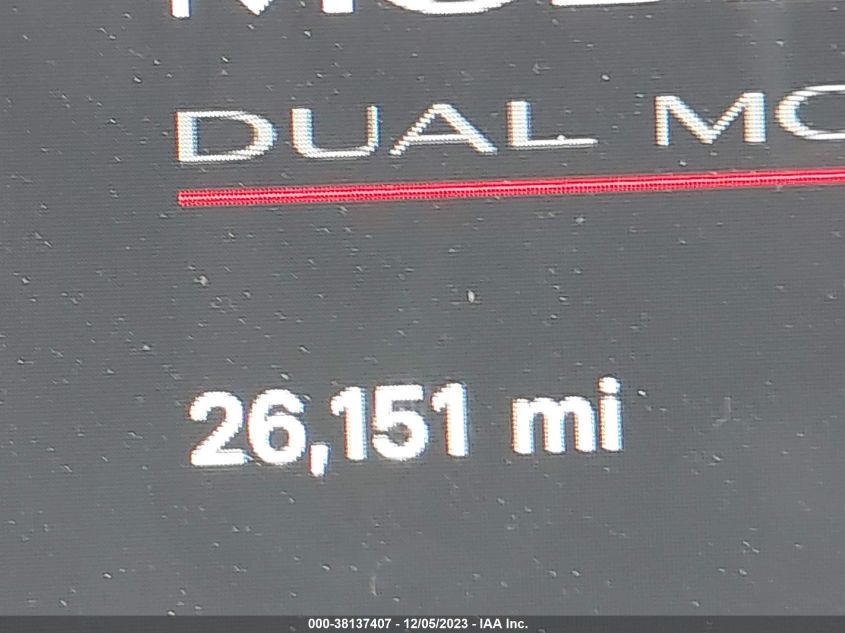 DUAL MO
26,151 mi
000-38137407 - 12/05/2023 - IAA Inc.